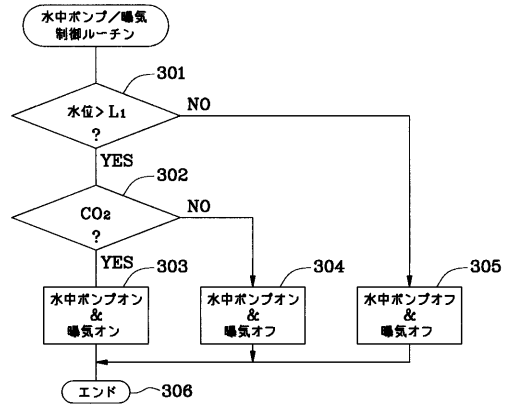 水中ポンプ／曝気
制御ルーチン
301
水位＞L1
?
NO
YES
302
CO2
?
NO
YES
303
304
305
水中ポンプオン
&
曝気オン
水中ポンプオン
&
曝気オフ
水中ポンプオフ
&
曝気オフ
エンド
306